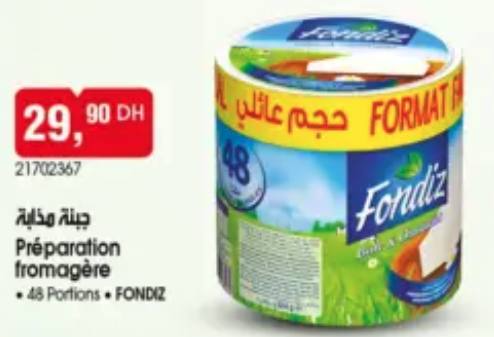 29,90 DH
21702367
جبنة مذابة
Préparation
fromagère
• 48 Portions • FONDIZ
Fondiz
حجم عائلي FORMAT
48
Fondiz